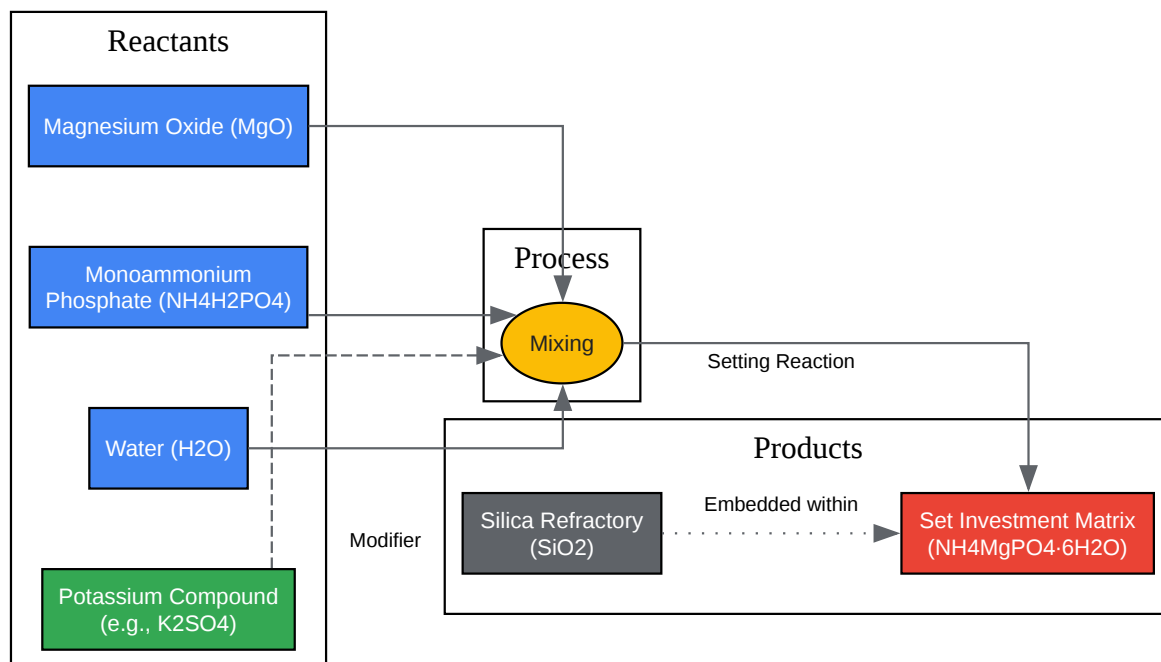 Reactants
Magnesium Oxide (MgO)
Monoammonium
Phosphate (NH4H2PO4)
Water (H2O)
Potassium Compound
(e.g., K2SO4)
Modifier
Process
Mixing
Setting Reaction
Products
Silica Refractory
(SiO2)
Embedded within
Set Investment Matrix
(NH4MgPO4·6H2O)